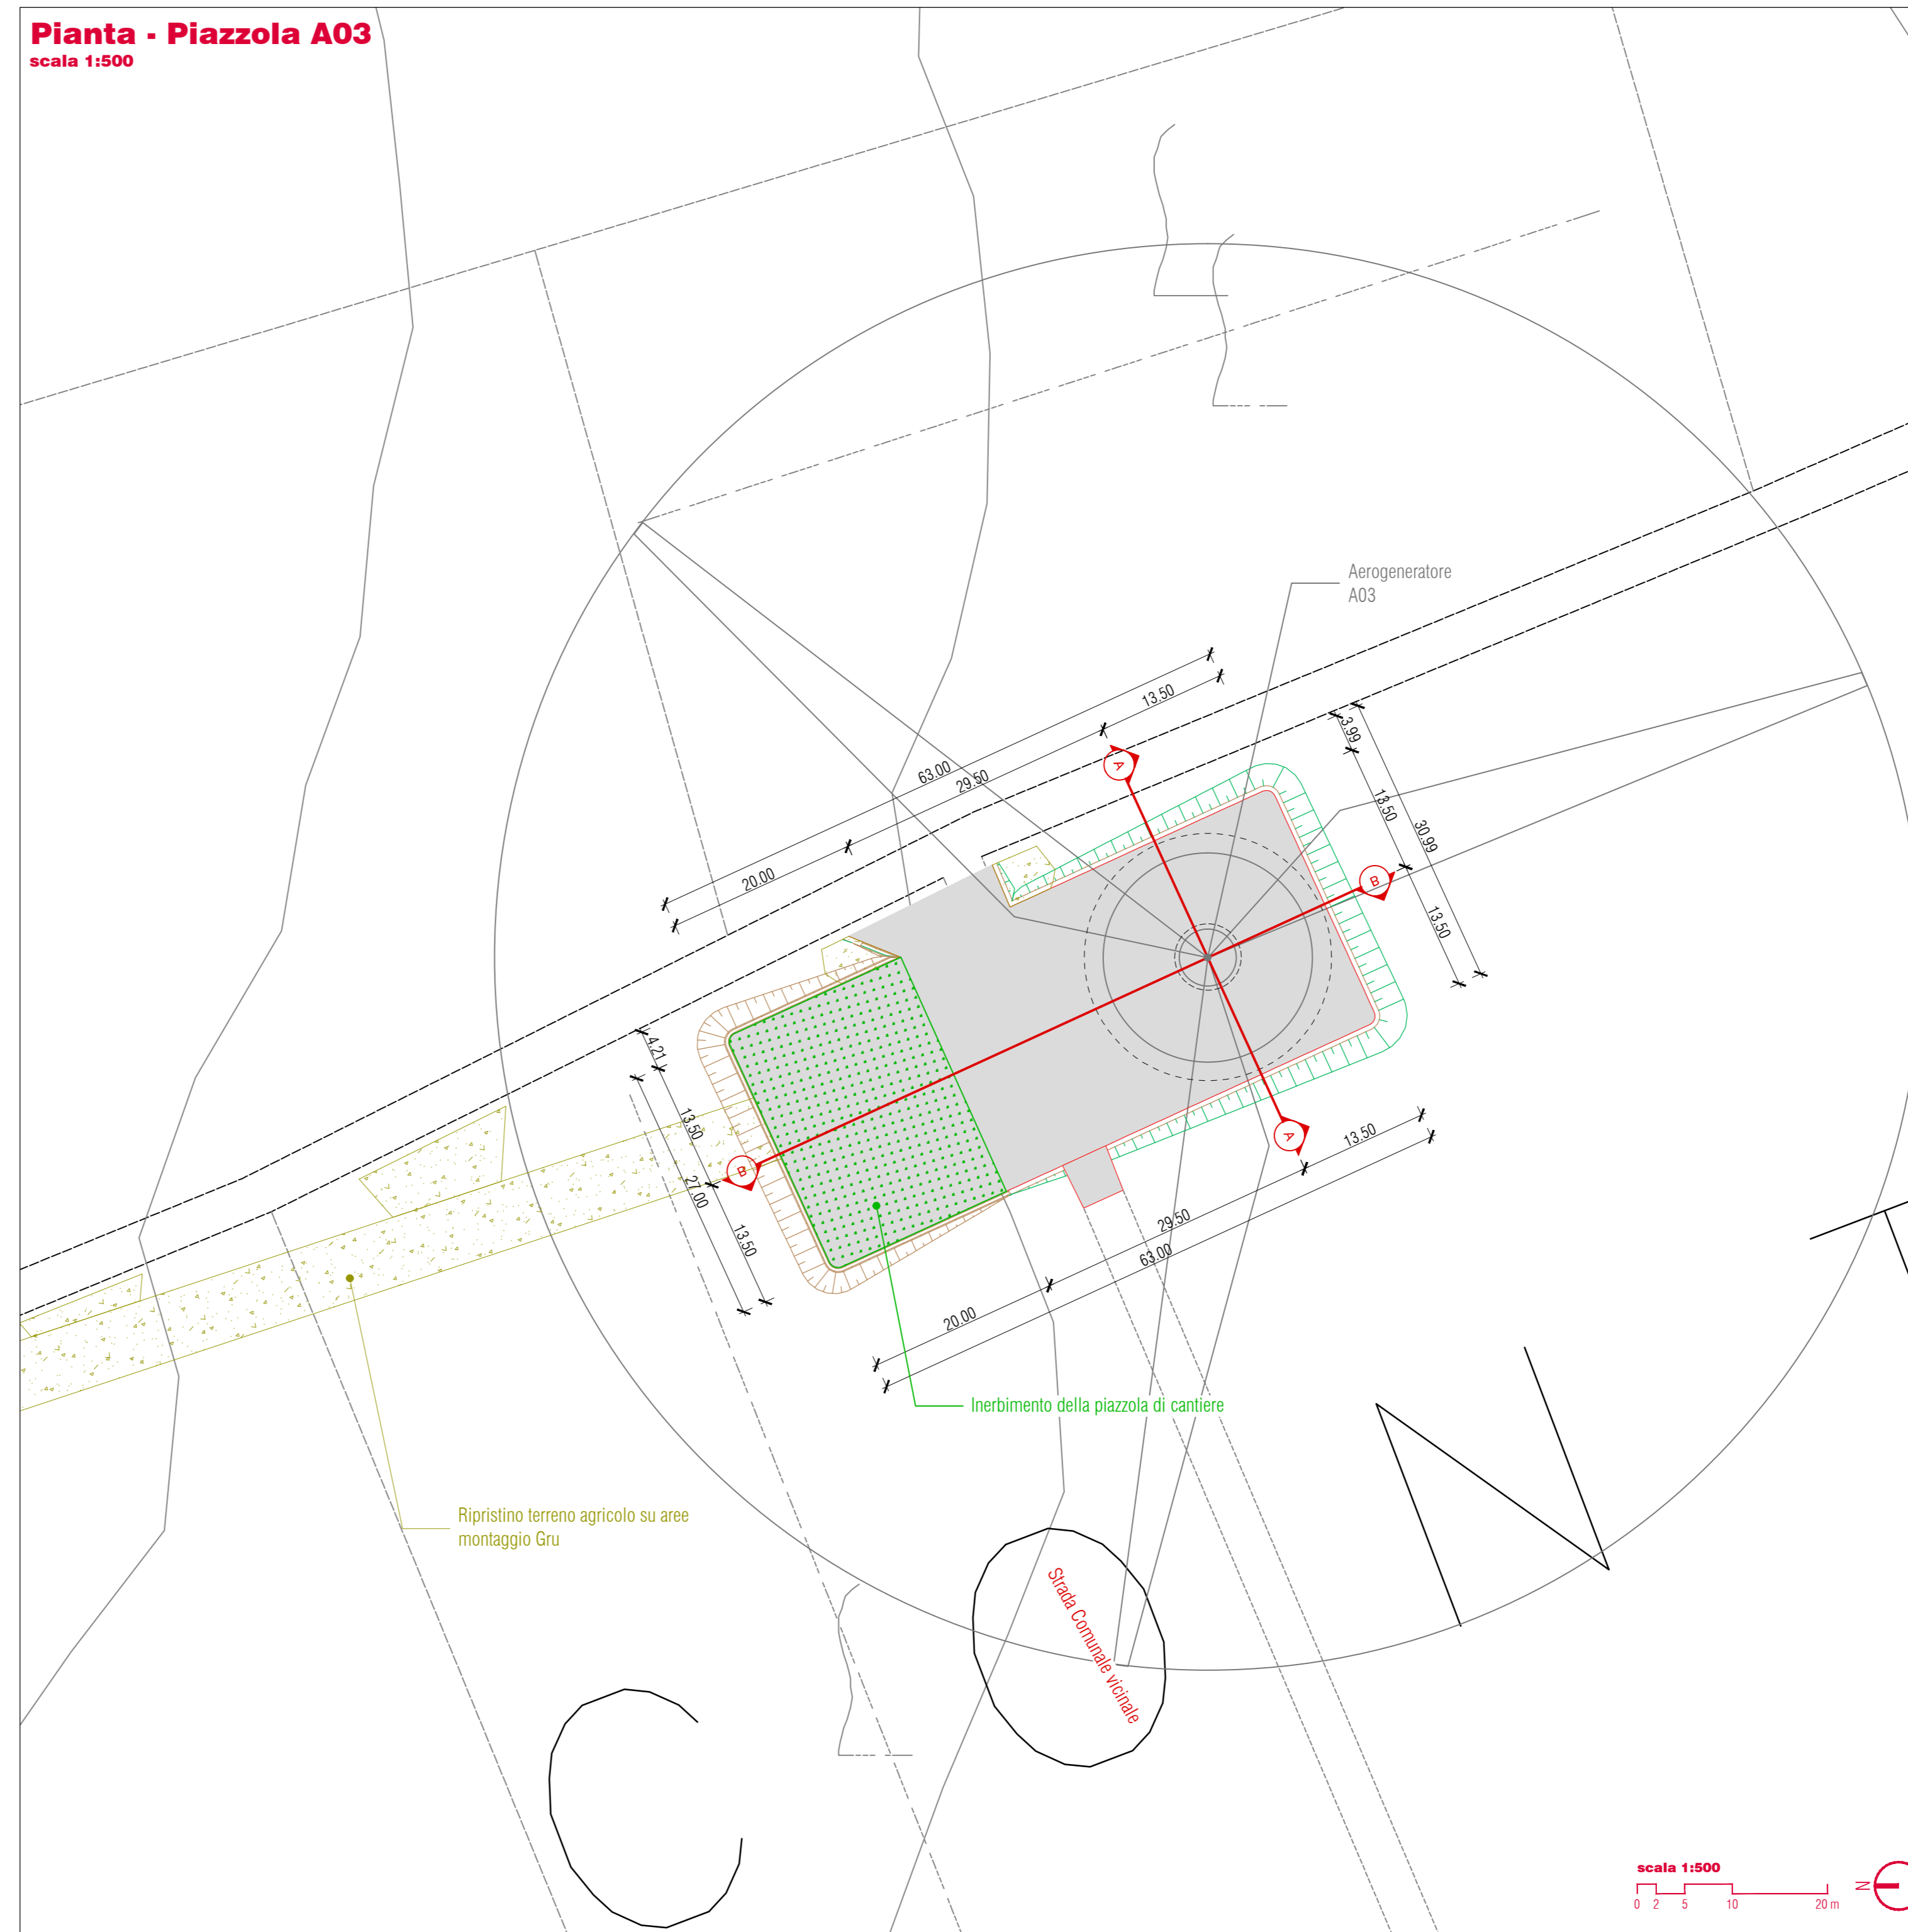 Pianta - Piazzola A03
scala 1:500
Aerogeneratore
A03
63.00
13.50
29.50
20.00
A
3.99
13.50
30.99
B
13.50
4.21
13.50
27.00
B
13.50
A
13.50
29.50
63.00
20.00
Inerbimento della piazzola di cantiere
Ripristino terreno agricolo su aree
montaggio Gru
Strada Comunale vicinale
C
O
N
T
scala 1:500
0 2 5 10 20 m
N